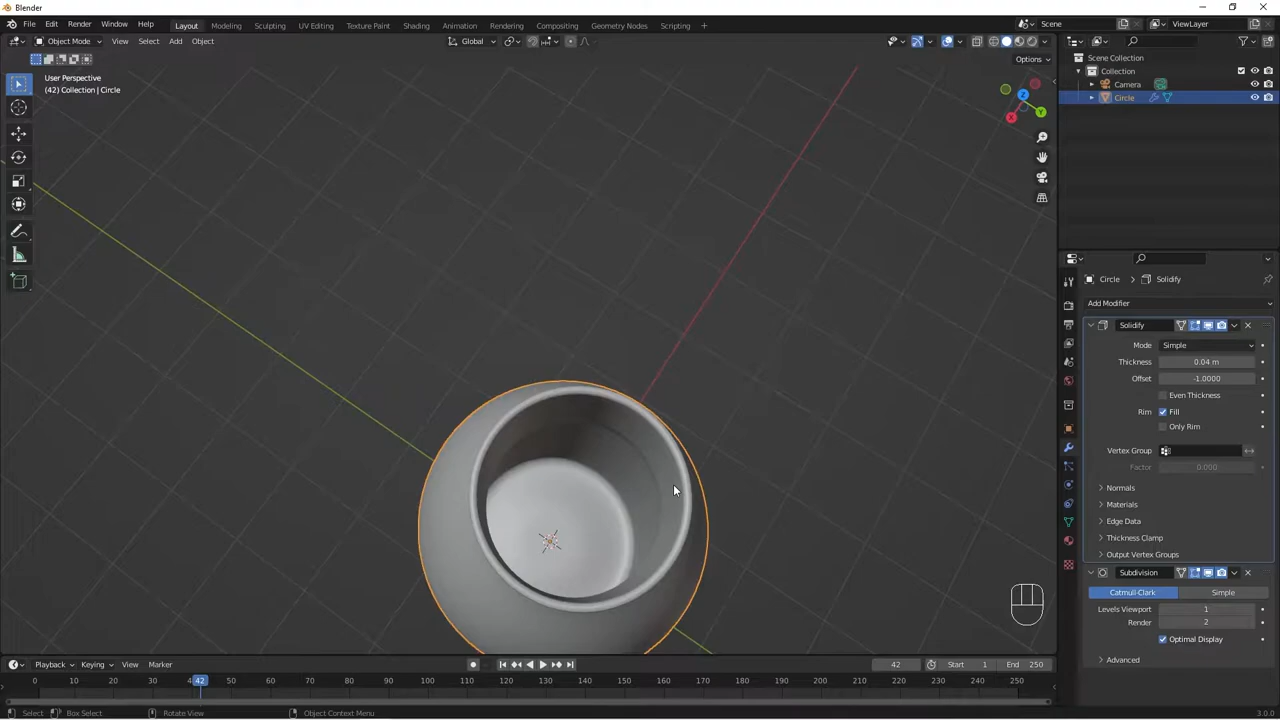 Blender
File Edit Render Window Help
Layout Modeling Sculpting UV Editing Texture Paint Shading Animation Rendering Compositing Geometry Nodes Scripting +
Scene
ViewLayer
Object Mode View Select Add Object
Global
Options
User Perspective
(42) Collection | Circle
Z
Y
X
Scene Collection
Collection
Camera
Circle
Circle > Solidify
Add Modifier
Solidify
Mode Simple
Thickness 0.04 m
Offset -1.0000
Even Thickness
Rim Fill
Only Rim
Vertex Group
Factor 0.000
Normals
Materials
Edge Data
Thickness Clamp
Output Vertex Groups
Subdivision
Catmull-Clark Simple
Levels Viewport 1
Render 2
Optimal Display
Advanced
Playback Keying View Marker
42 Start 1 End 250
0 10 20 30 42 50 60 70 80 90 100 110 120 130 140 150 160 170 180 190 200 210 220 230 240 250
Select Box Select Rotate View Object Context Menu
3.0.0